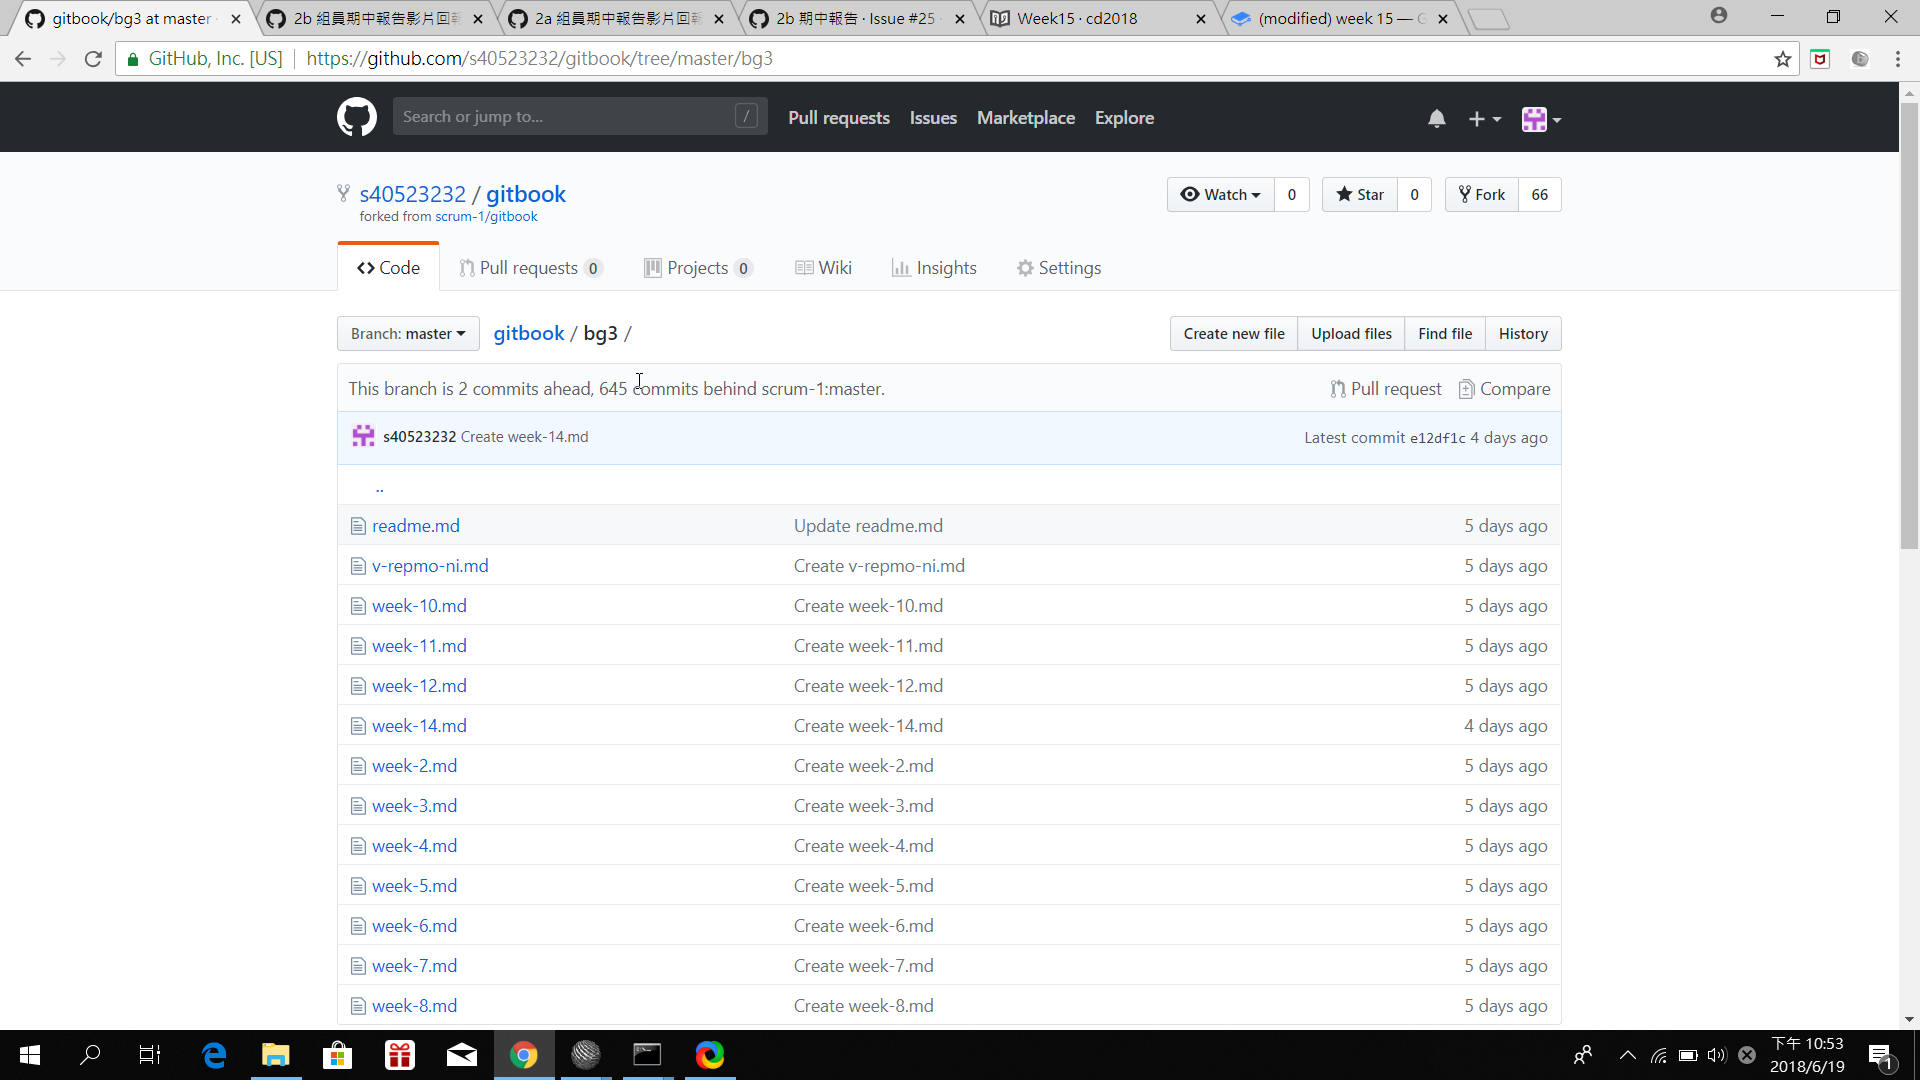 gitbook/bg3 at master
2b 組員期中報告影片回報
2a 組員期中報告影片回報
2b 期中報告 · Issue #25
Week15 · cd2018
(modified) week 15 — G
GitHub, Inc. [US] https://github.com/s40523232/gitbook/tree/master/bg3
Search or jump to... /
Pull requests Issues Marketplace Explore
s40523232 / gitbook
forked from scrum-1/gitbook
Watch 0 Star 0 Fork 66
Code Pull requests 0 Projects 0 Wiki Insights Settings
Branch: master gitbook / bg3 / Create new file Upload files Find file History
This branch is 2 commits ahead, 645 commits behind scrum-1:master. Pull request Compare
s40523232 Create week-14.md Latest commit e12df1c 4 days ago
..
readme.md Update readme.md 5 days ago
v-repmo-ni.md Create v-repmo-ni.md 5 days ago
week-10.md Create week-10.md 5 days ago
week-11.md Create week-11.md 5 days ago
week-12.md Create week-12.md 5 days ago
week-14.md Create week-14.md 4 days ago
week-2.md Create week-2.md 5 days ago
week-3.md Create week-3.md 5 days ago
week-4.md Create week-4.md 5 days ago
week-5.md Create week-5.md 5 days ago
week-6.md Create week-6.md 5 days ago
week-7.md Create week-7.md 5 days ago
week-8.md Create week-8.md 5 days ago
下午 10:53
2018/6/19
1